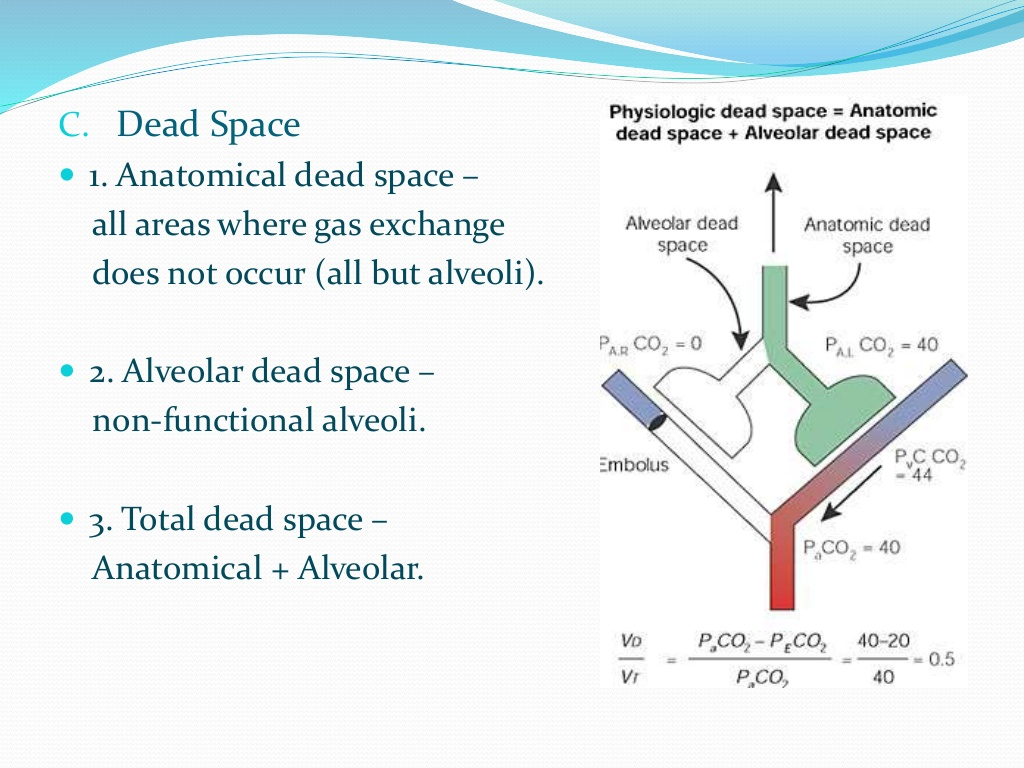 C. Dead Space
• 1. Anatomical dead space –
all areas where gas exchange
does not occur (all but alveoli).
• 2. Alveolar dead space –
non-functional alveoli.
• 3. Total dead space –
Anatomical + Alveolar.
Physiologic dead space = Anatomic
dead space + Alveolar dead space
Alveolar dead
space
Anatomic dead
space
PA.R CO2 = 0
PA.L CO2 = 40
Embolus
PvC CO2
= 44
PaCO2 = 40
VD/VT = (PaCO2 – PECO2)/PaCO2 = (40–20)/40 = 0.5